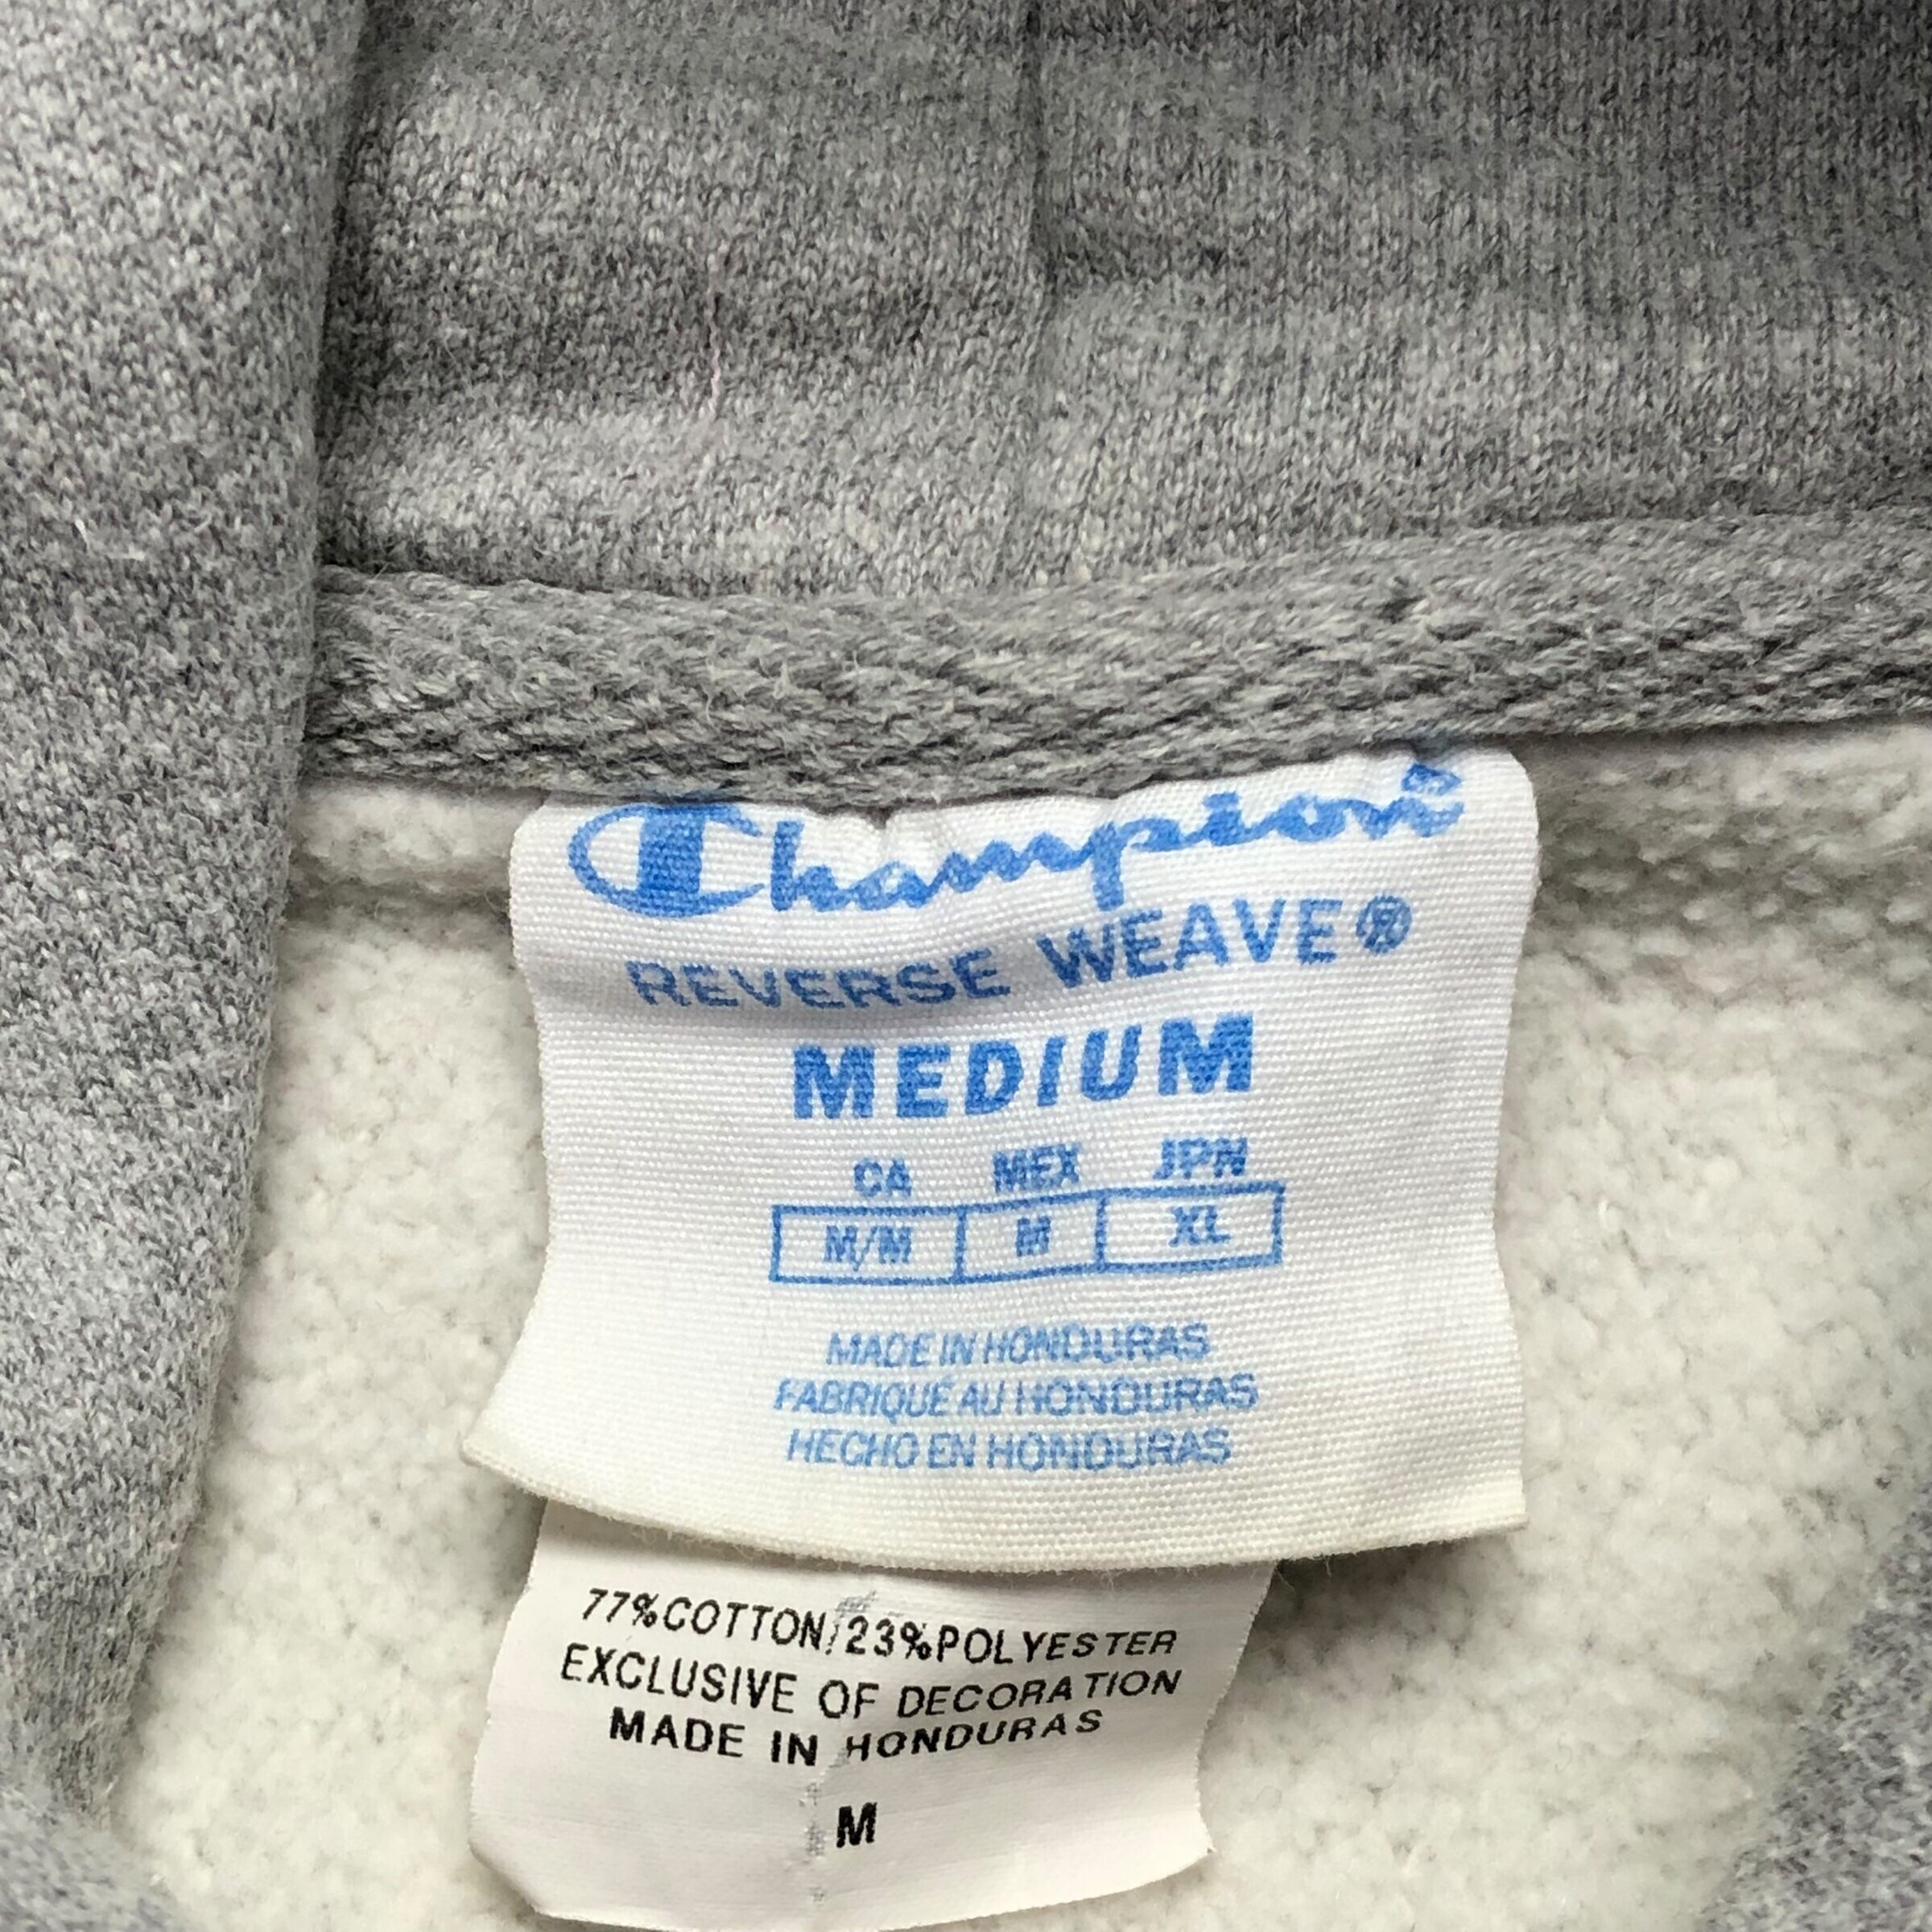 Champion®
REVERSE WEAVE®
MEDIUM
CA MEX JPN
M/M M XL
MADE IN HONDURAS
FABRIQUÉ AU HONDURAS
HECHO EN HONDURAS
77%COTTON/23%POLYESTER
EXCLUSIVE OF DECORATION
MADE IN HONDURAS
M